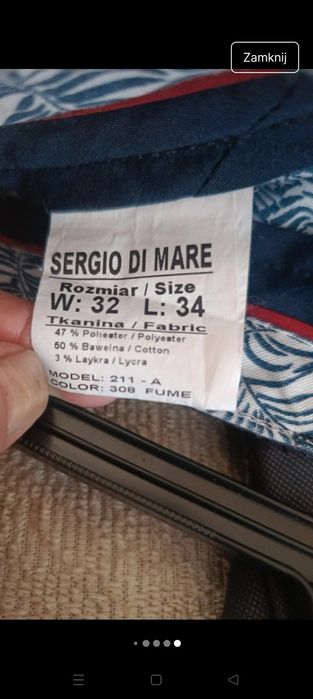 Zamknij
SERGIO DI MARE
Rozmiar / Size
W: 32 L: 34
Tkanina / Fabric
47 % Poliester / Polyester
50 % Bawełna / Cotton
3 % Laykra / Lycra
MODEL: 211 - A
COLOR: 308 FUME